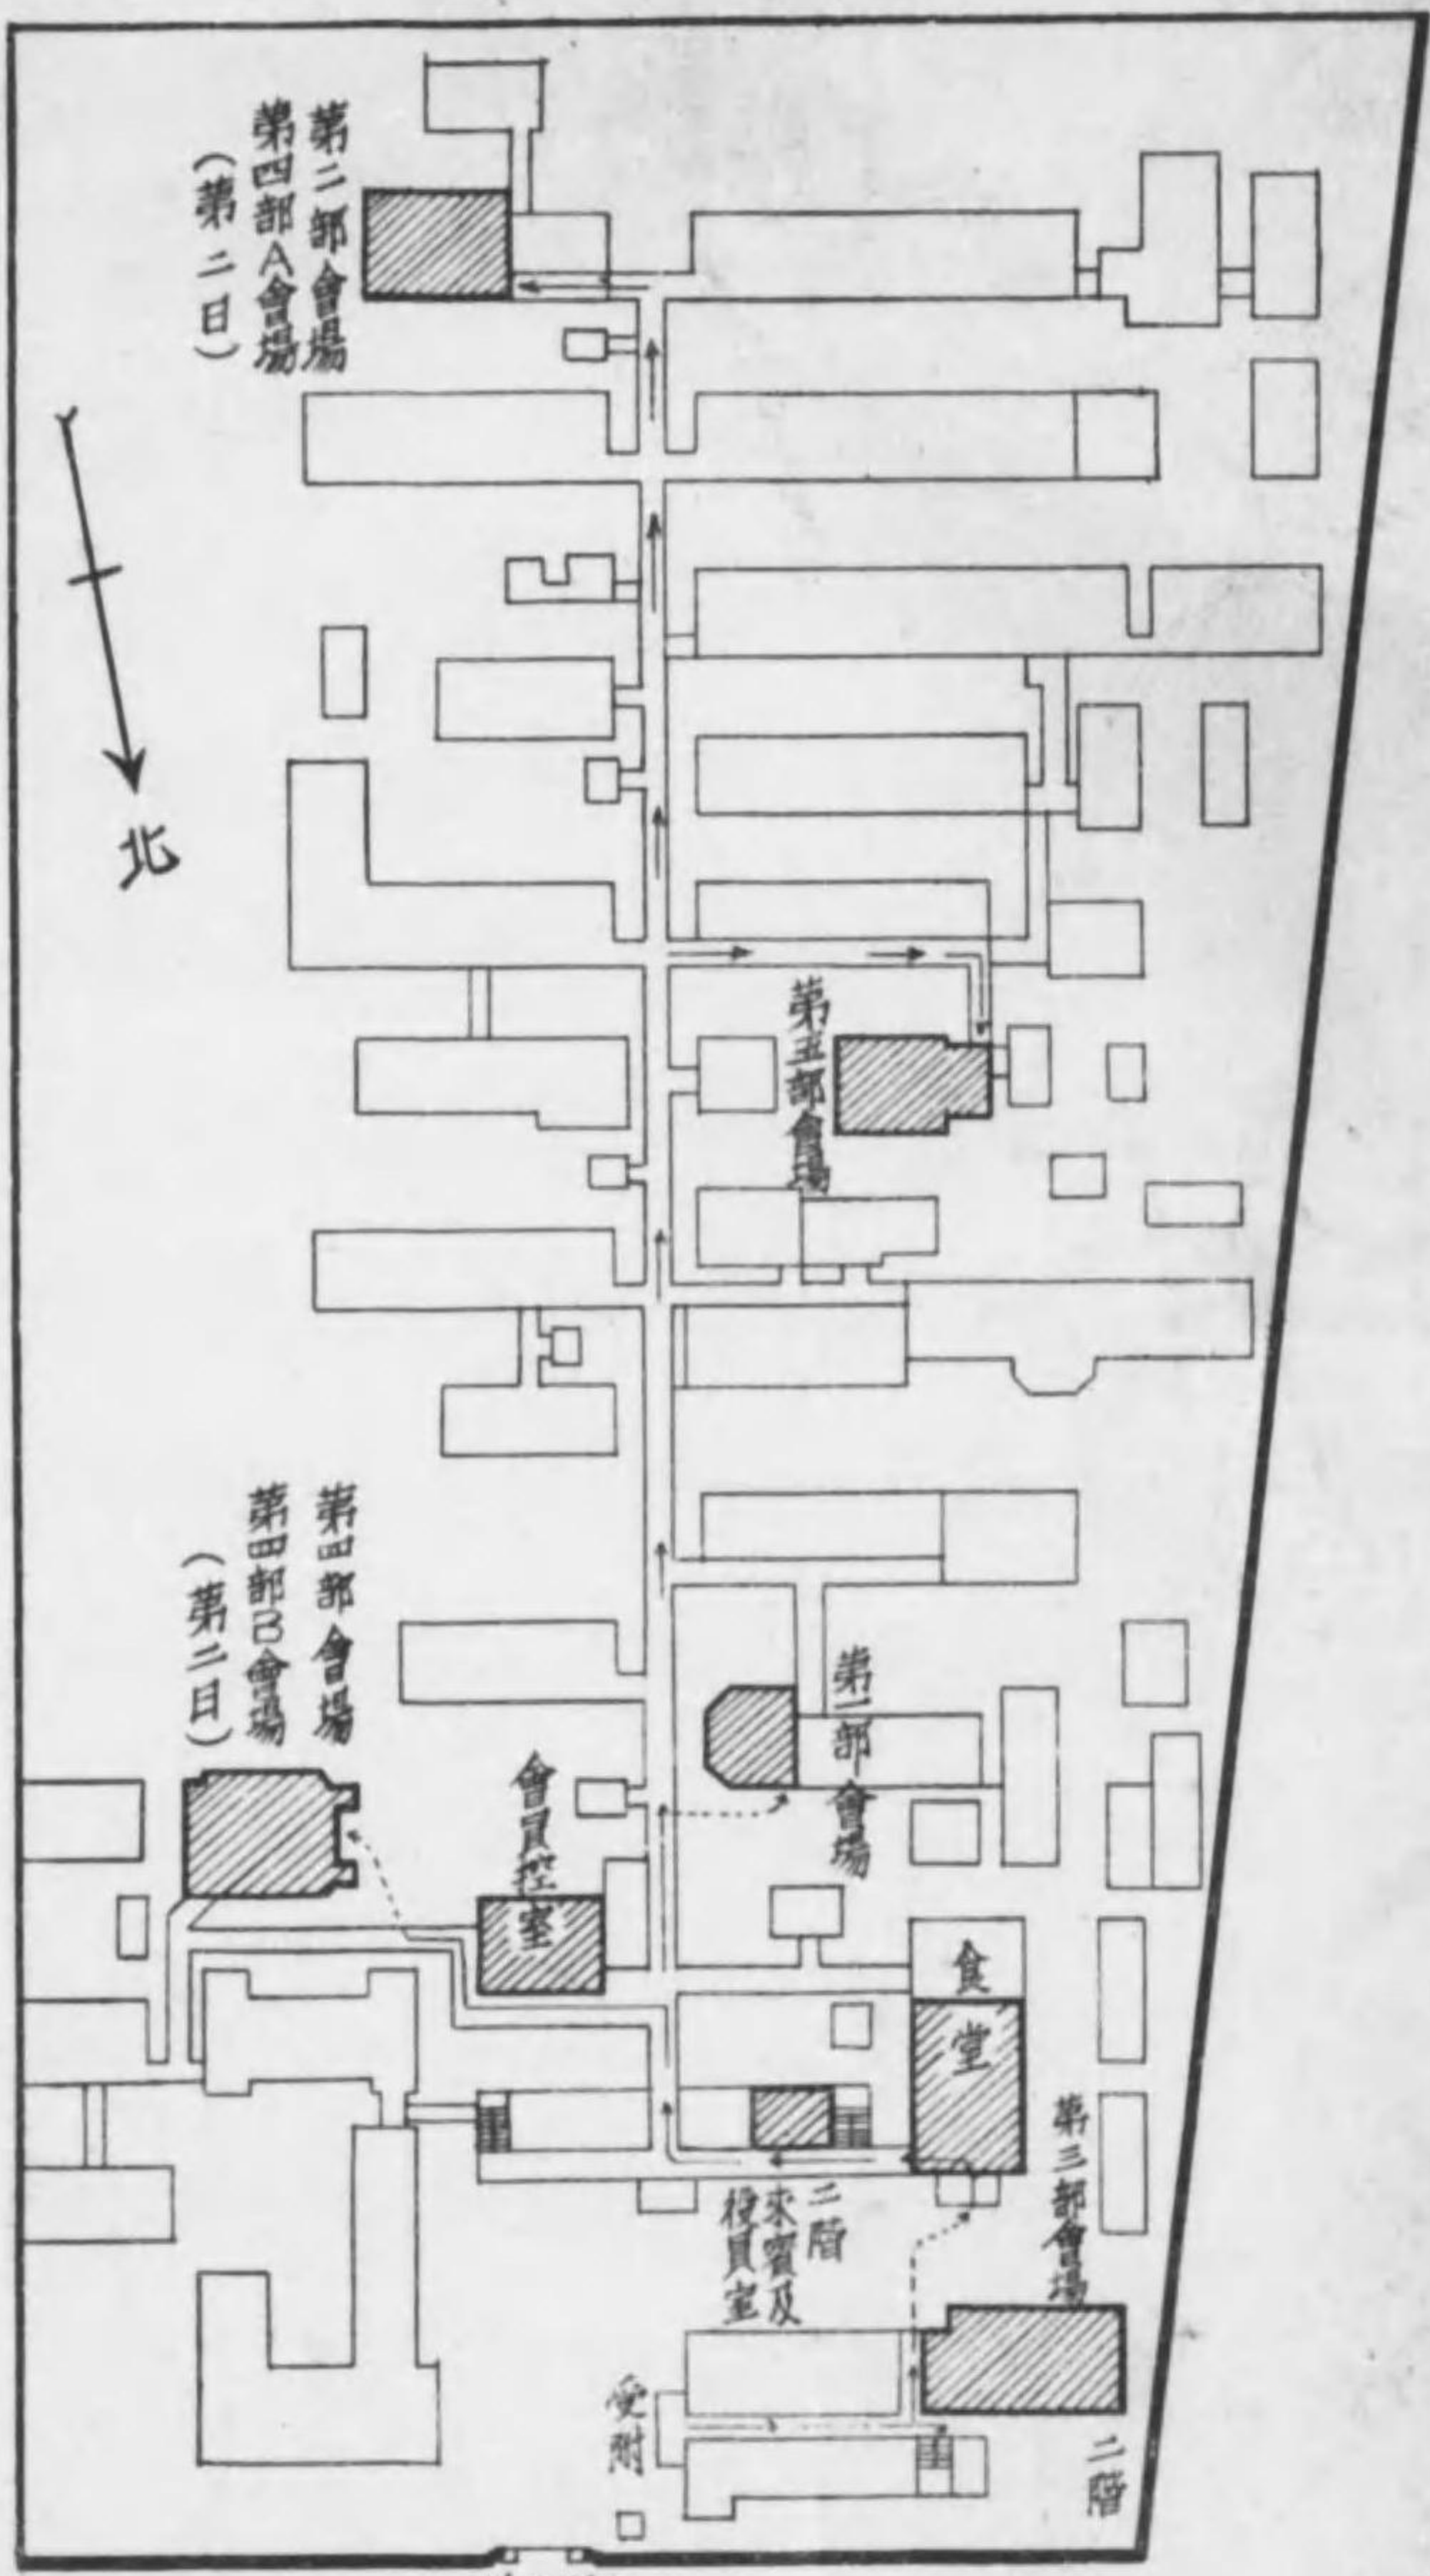 第二部會場
第四部A會場
(第二日)
北
第五部會場
第四部會場
第四部B會場
(第二日)
第一部會場
會員控室
食堂
第三部會場
二階
二階
來賓及
役員室
受附